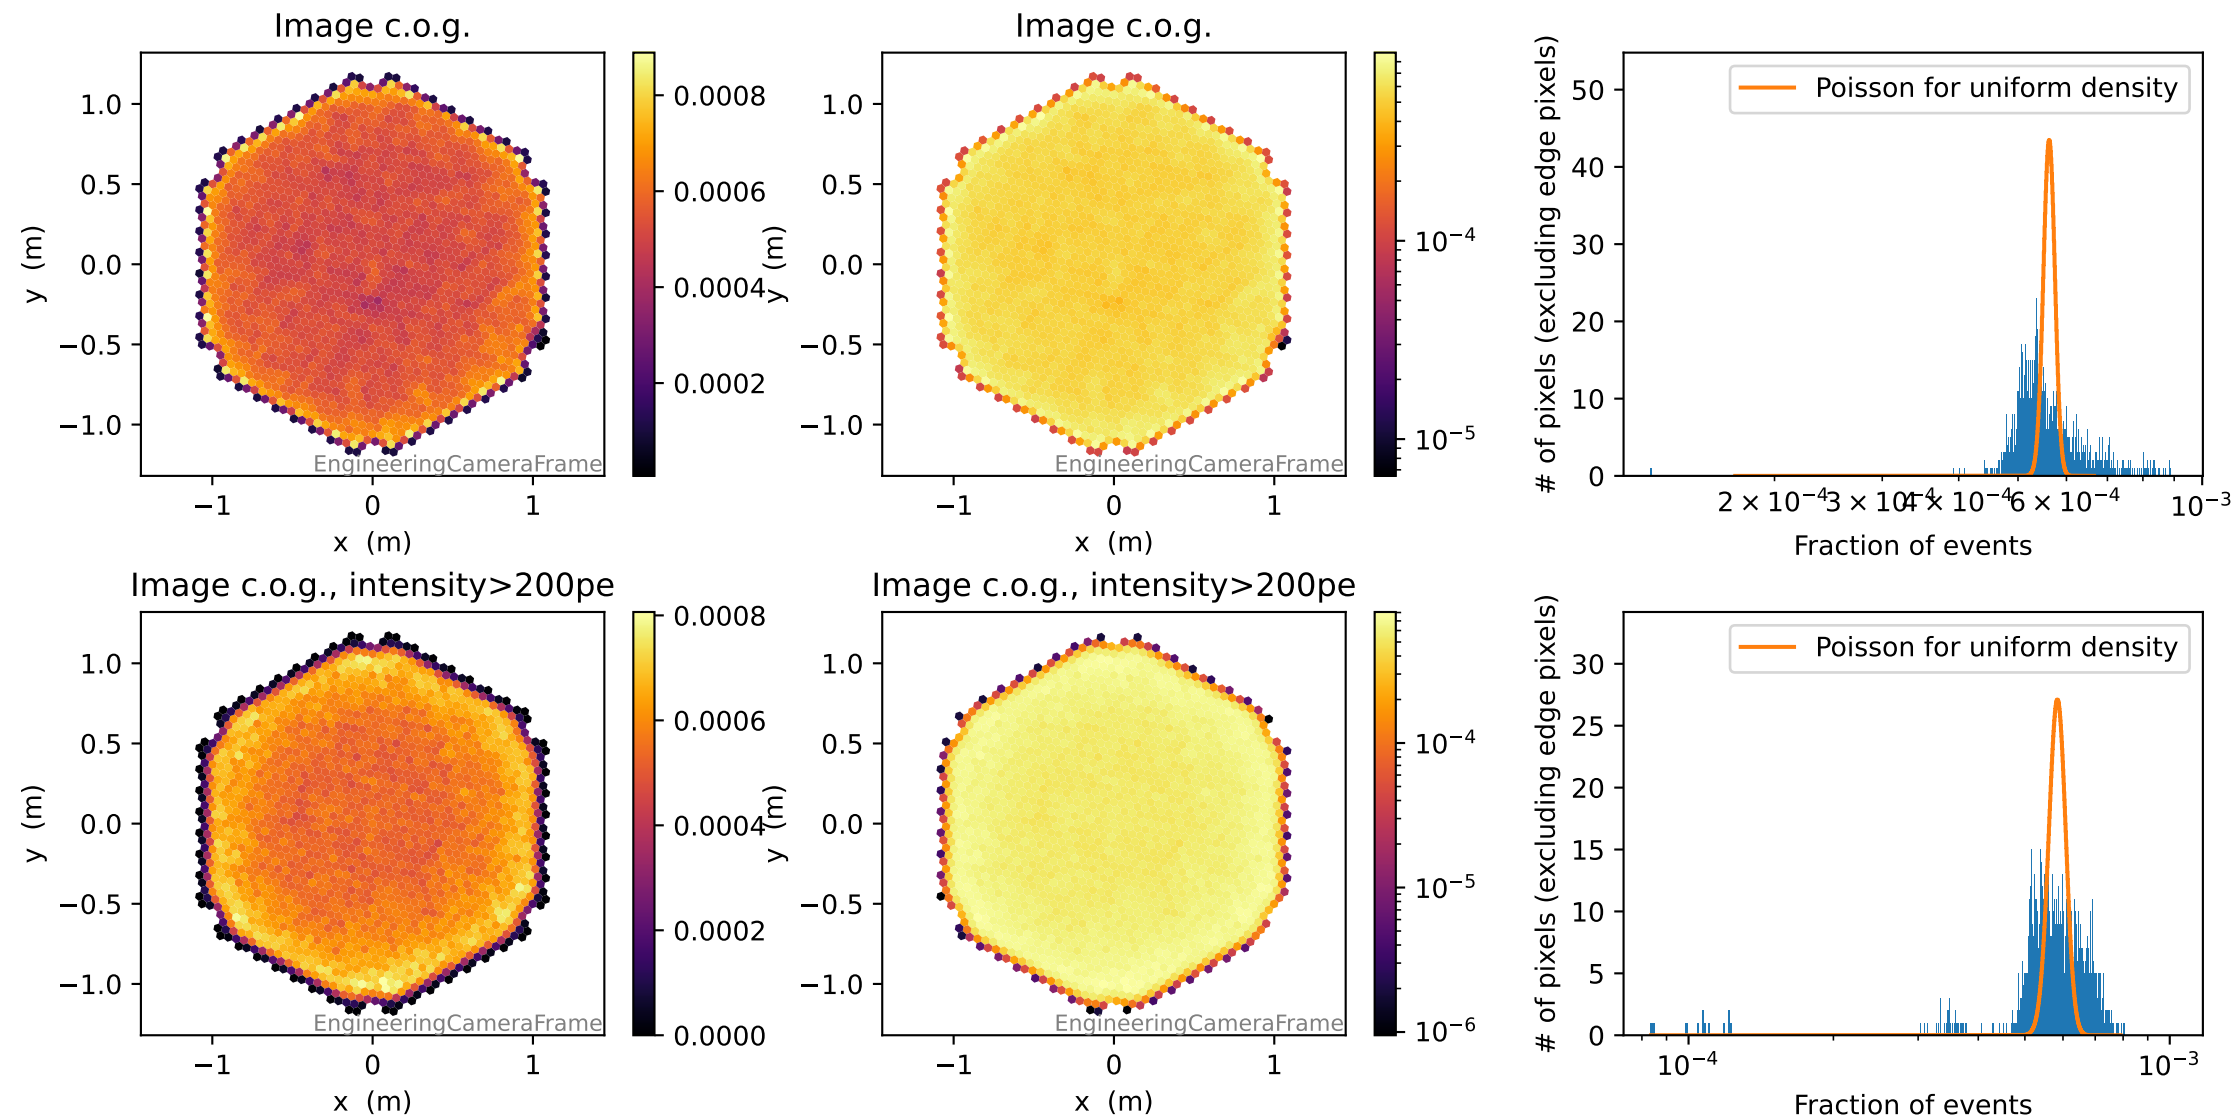 Image c.o.g.
1.0
0.5
0.0
−0.5
−1.0
y (m)
−1
0
1
x (m)
EngineeringCameraFrame
0.0008
0.0006
0.0004
0.0002
Image c.o.g.
1.0
0.5
0.0
−0.5
−1.0
y (m)
−1
0
1
x (m)
EngineeringCameraFrame
10⁻⁴
10⁻⁵
Poisson for uniform density
50
40
30
20
10
0
# of pixels (excluding edge pixels)
2 × 10⁻⁴
3 × 10⁻⁴
4 × 10⁻⁴
6 × 10⁻⁴
10⁻³
Fraction of events
Image c.o.g., intensity>200pe
1.0
0.5
0.0
−0.5
−1.0
y (m)
−1
0
1
x (m)
EngineeringCameraFrame
0.0008
0.0006
0.0004
0.0002
0.0000
Image c.o.g., intensity>200pe
1.0
0.5
0.0
−0.5
−1.0
y (m)
−1
0
1
x (m)
EngineeringCameraFrame
10⁻⁴
10⁻⁵
10⁻⁶
Poisson for uniform density
30
25
20
15
10
5
0
# of pixels (excluding edge pixels)
10⁻⁴
10⁻³
Fraction of events